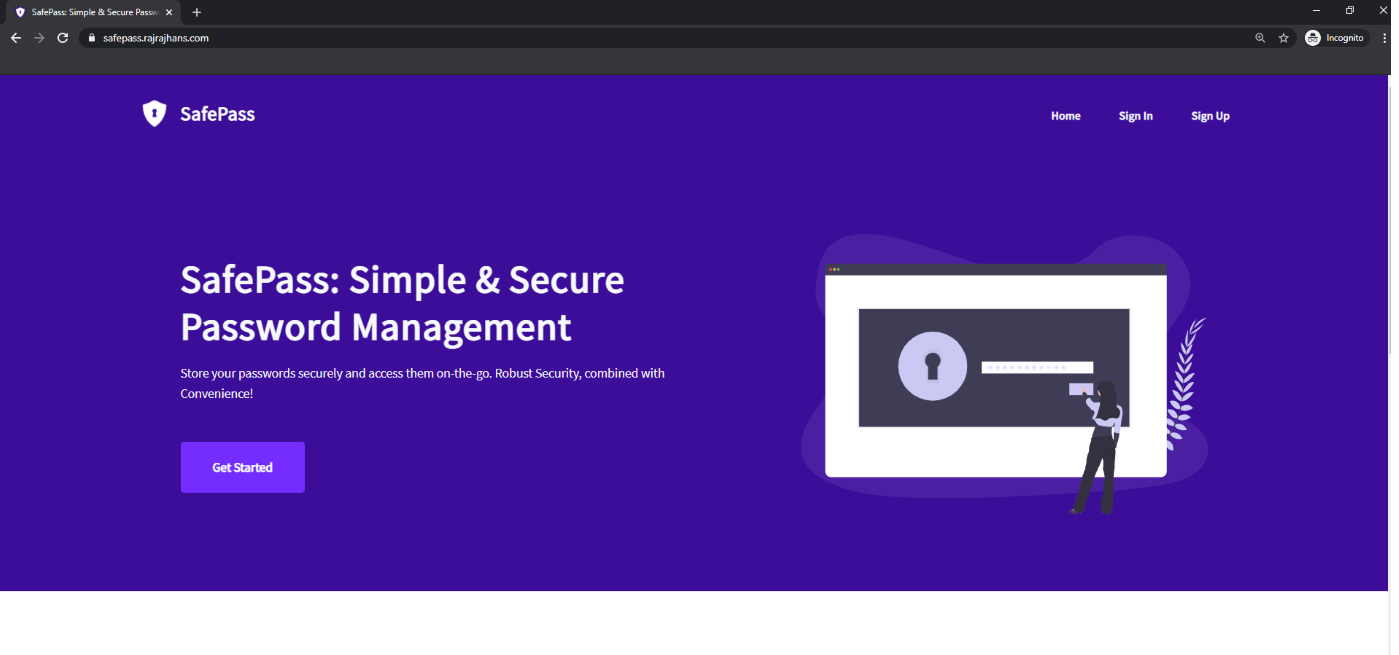 SafePass: Simple & Secure Passw
safepass.rajrajhans.com
Incognito
SafePass
Home
Sign In
Sign Up
SafePass: Simple & Secure
Password Management
Store your passwords securely and access them on-the-go. Robust Security, combined with
Convenience!
Get Started